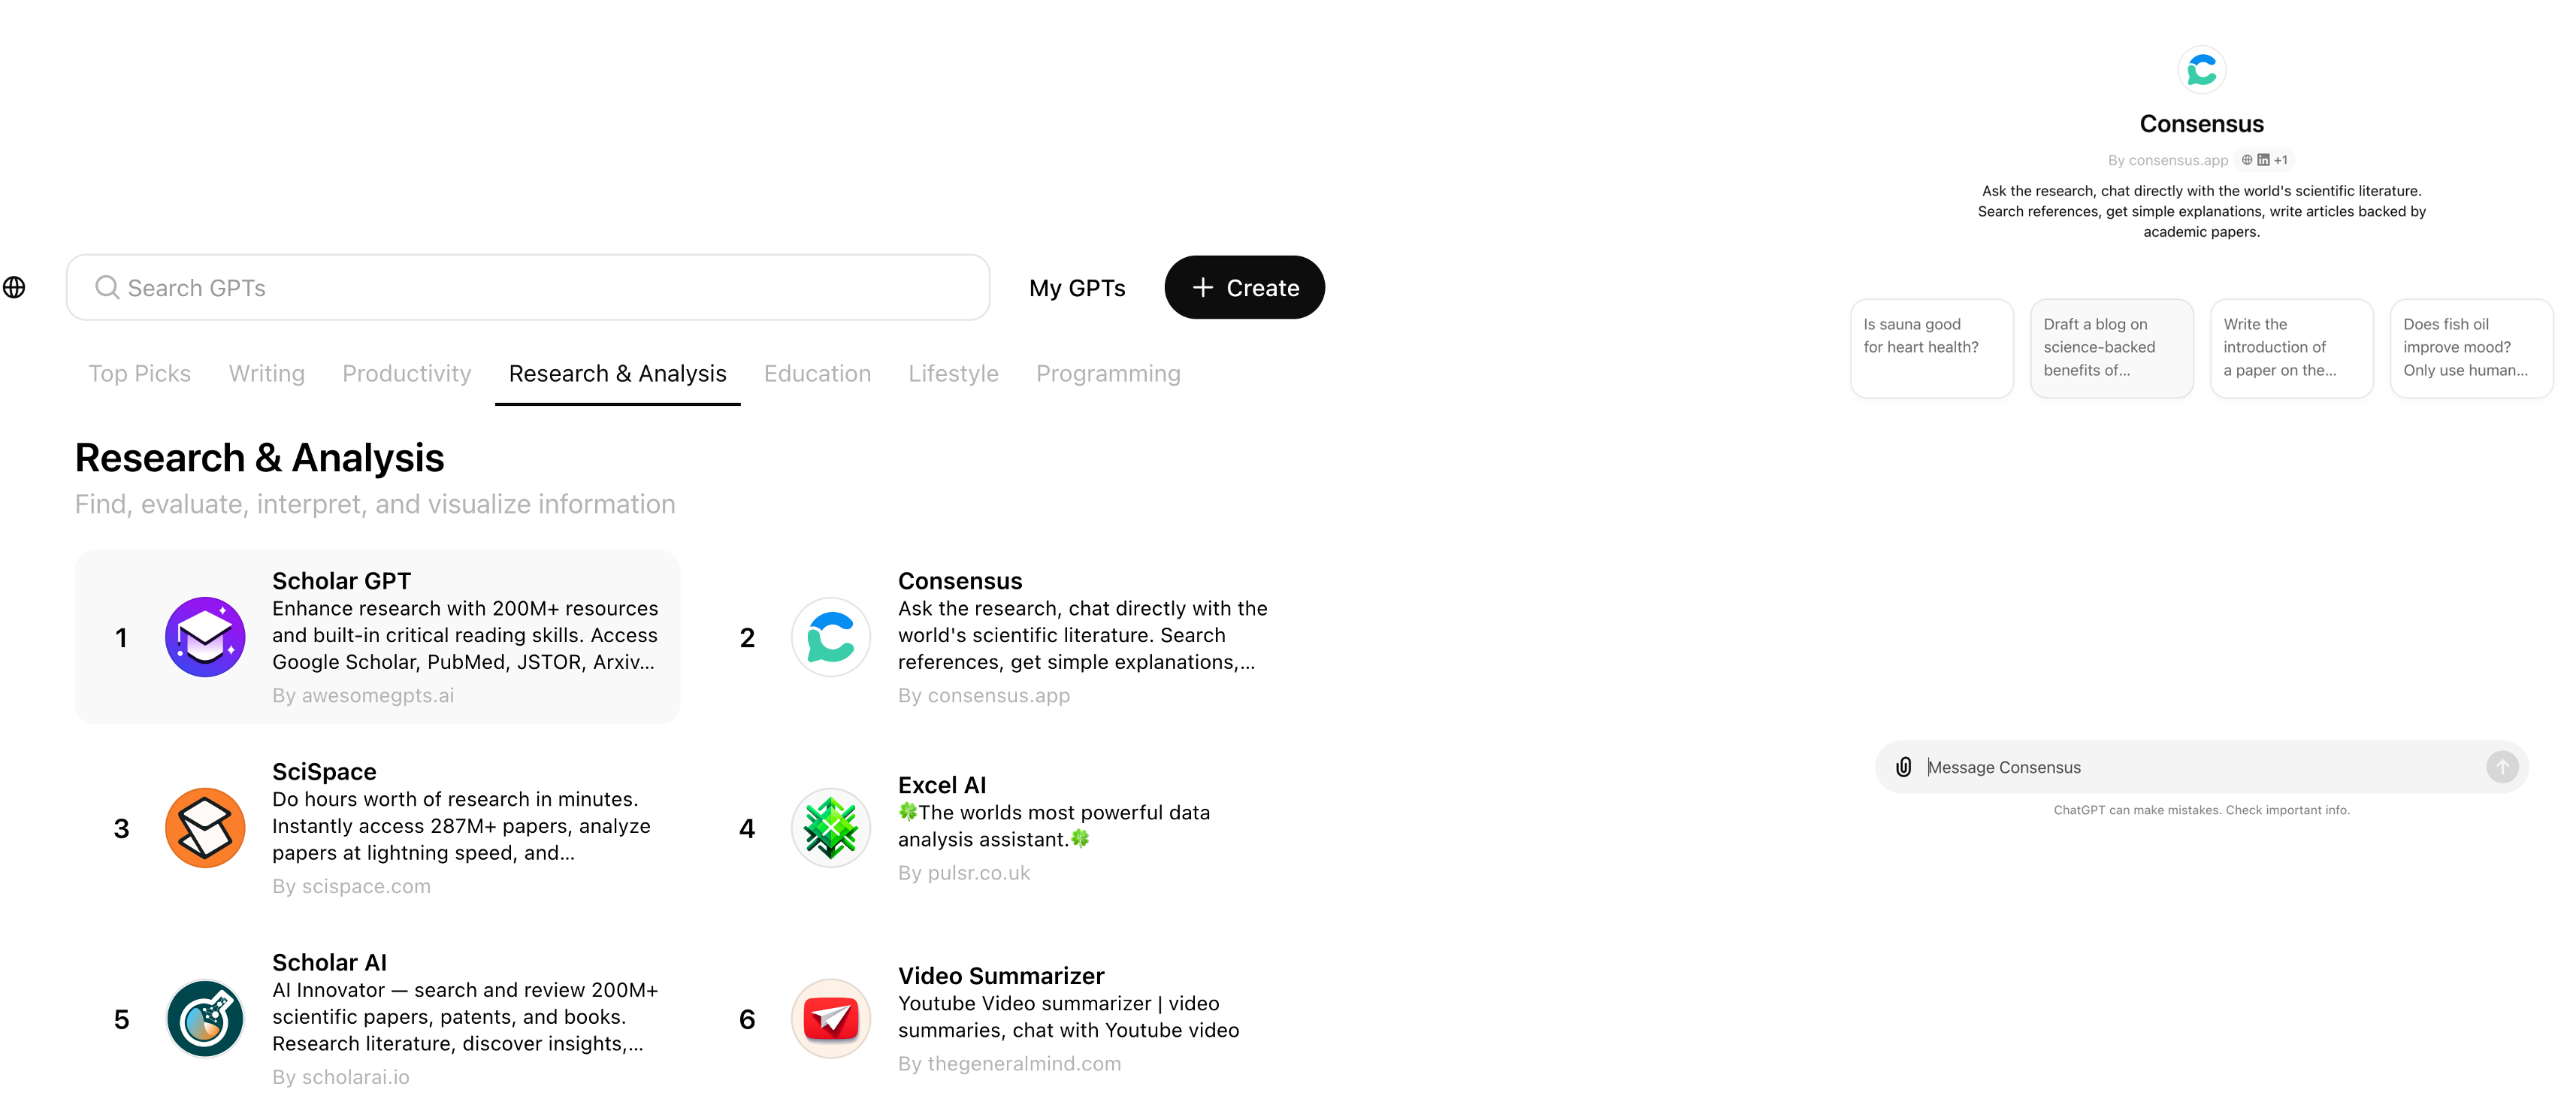 Search GPTs
My GPTs
+ Create
Top Picks
Writing
Productivity
Research & Analysis
Education
Lifestyle
Programming
Research & Analysis
Find, evaluate, interpret, and visualize information
1
Scholar GPT
Enhance research with 200M+ resources
and built-in critical reading skills. Access
Google Scholar, PubMed, JSTOR, Arxiv...
By awesomegpts.ai
2
Consensus
Ask the research, chat directly with the
world's scientific literature. Search
references, get simple explanations,...
By consensus.app
3
SciSpace
Do hours worth of research in minutes.
Instantly access 287M+ papers, analyze
papers at lightning speed, and...
By scispace.com
4
Excel AI
🍀The worlds most powerful data
analysis assistant.🍀
By pulsr.co.uk
5
Scholar AI
AI Innovator — search and review 200M+
scientific papers, patents, and books.
Research literature, discover insights,...
By scholarai.io
6
Video Summarizer
Youtube Video summarizer | video
summaries, chat with Youtube video
By thegeneralmind.com
Consensus
By consensus.app in +1
Ask the research, chat directly with the world's scientific literature.
Search references, get simple explanations, write articles backed by
academic papers.
Is sauna good
for heart health?
Draft a blog on
science-backed
benefits of...
Write the
introduction of
a paper on the...
Does fish oil
improve mood?
Only use human...
Message Consensus
ChatGPT can make mistakes. Check important info.